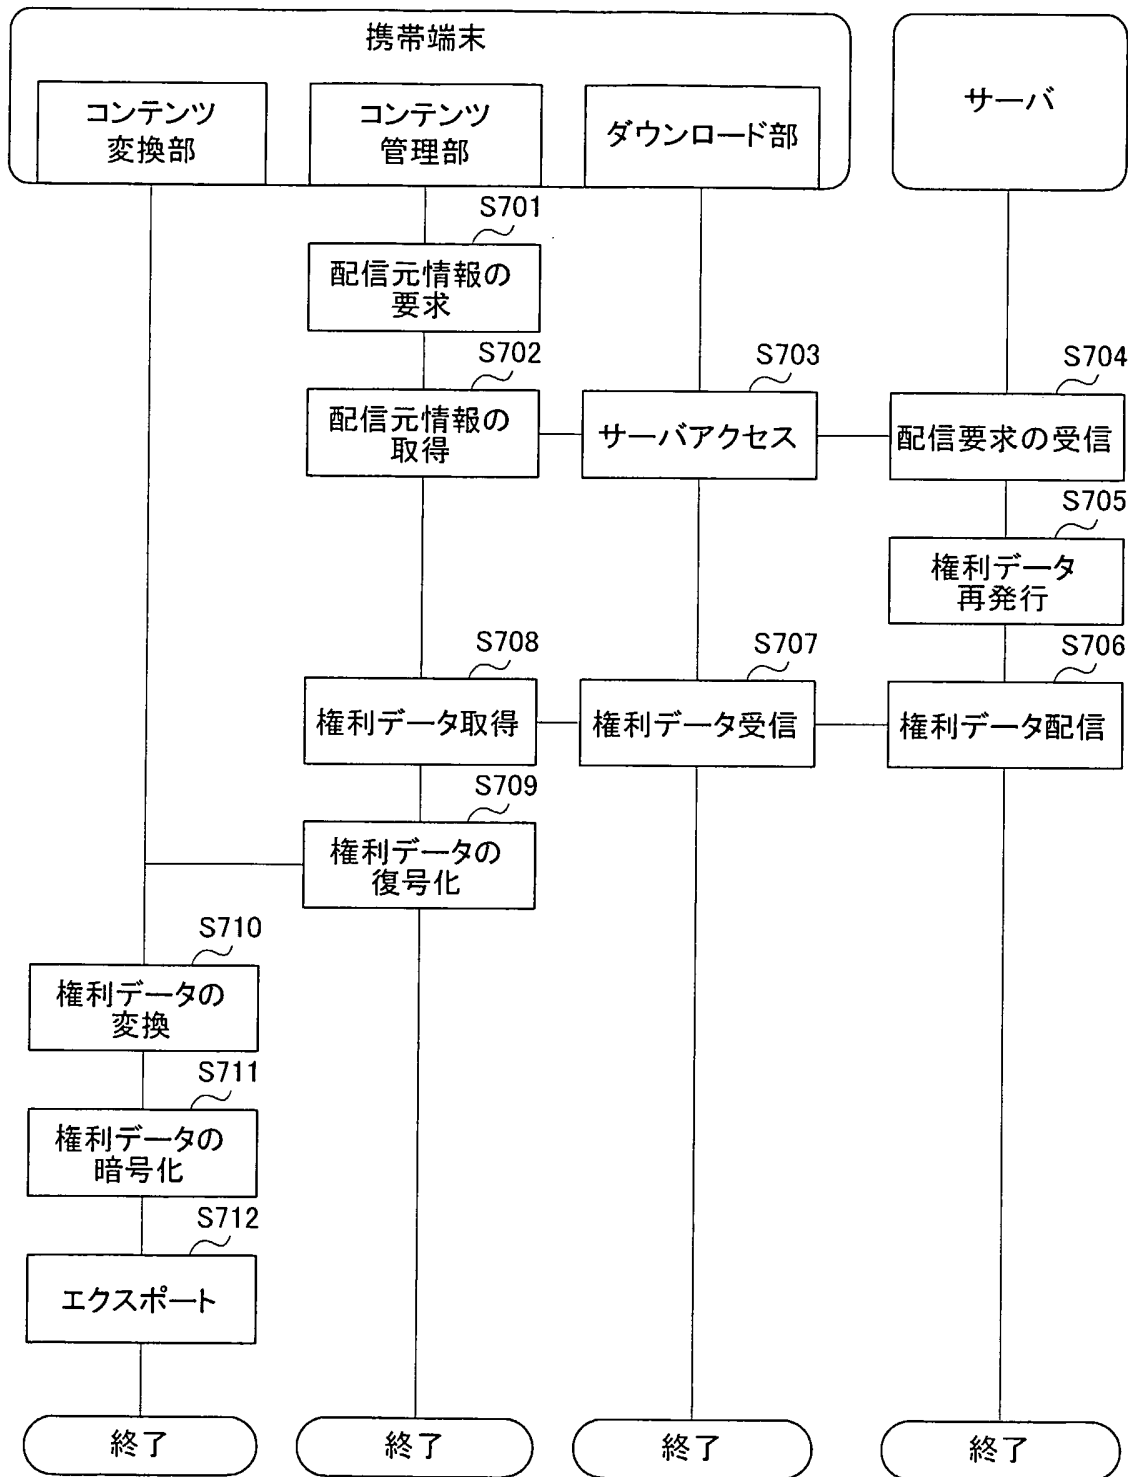 携帯端末
コンテンツ
変換部
コンテンツ
管理部
ダウンロード部
サーバ
S701
配信元情報の
要求
S702
配信元情報の
取得
S703
サーバアクセス
S704
配信要求の受信
S705
権利データ
再発行
S708
権利データ取得
S707
権利データ受信
S706
権利データ配信
S709
権利データの
復号化
S710
権利データの
変換
S711
権利データの
暗号化
S712
エクスポート
終了
終了
終了
終了